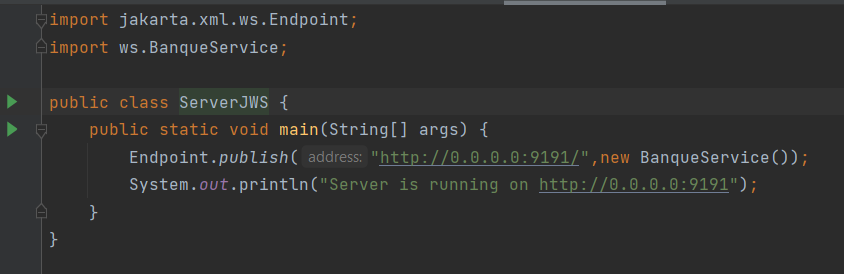 import jakarta.xml.ws.Endpoint;
import ws.BanqueService;
public class ServerJWS {
public static void main(String[] args) {
Endpoint.publish( address: "http://0.0.0.0:9191/",new BanqueService());
System.out.println("Server is running on http://0.0.0.0:9191");
}
}